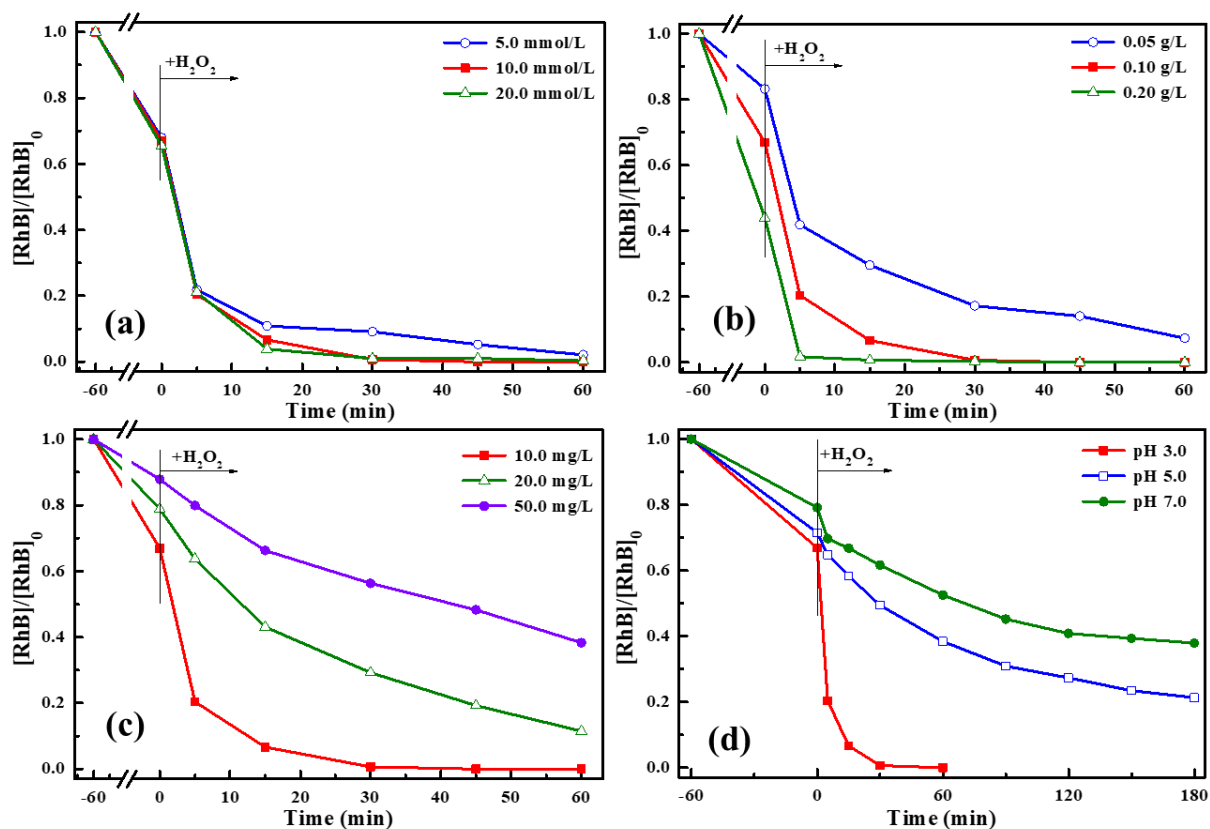 [RhB]/[RhB]₀
1.0
0.8
0.6
0.4
0.2
0.0
+H₂O₂
5.0 mmol/L
10.0 mmol/L
20.0 mmol/L
(a)
-60 0 10 20 30 40 50 60
Time (min)
[RhB]/[RhB]₀
1.0
0.8
0.6
0.4
0.2
0.0
+H₂O₂
0.05 g/L
0.10 g/L
0.20 g/L
(b)
-60 0 10 20 30 40 50 60
Time (min)
[RhB]/[RhB]₀
1.0
0.8
0.6
0.4
0.2
0.0
+H₂O₂
10.0 mg/L
20.0 mg/L
50.0 mg/L
(c)
-60 0 10 20 30 40 50 60
Time (min)
[RhB]/[RhB]₀
1.0
0.8
0.6
0.4
0.2
0.0
+H₂O₂
pH 3.0
pH 5.0
pH 7.0
(d)
-60 0 60 120 180
Time (min)